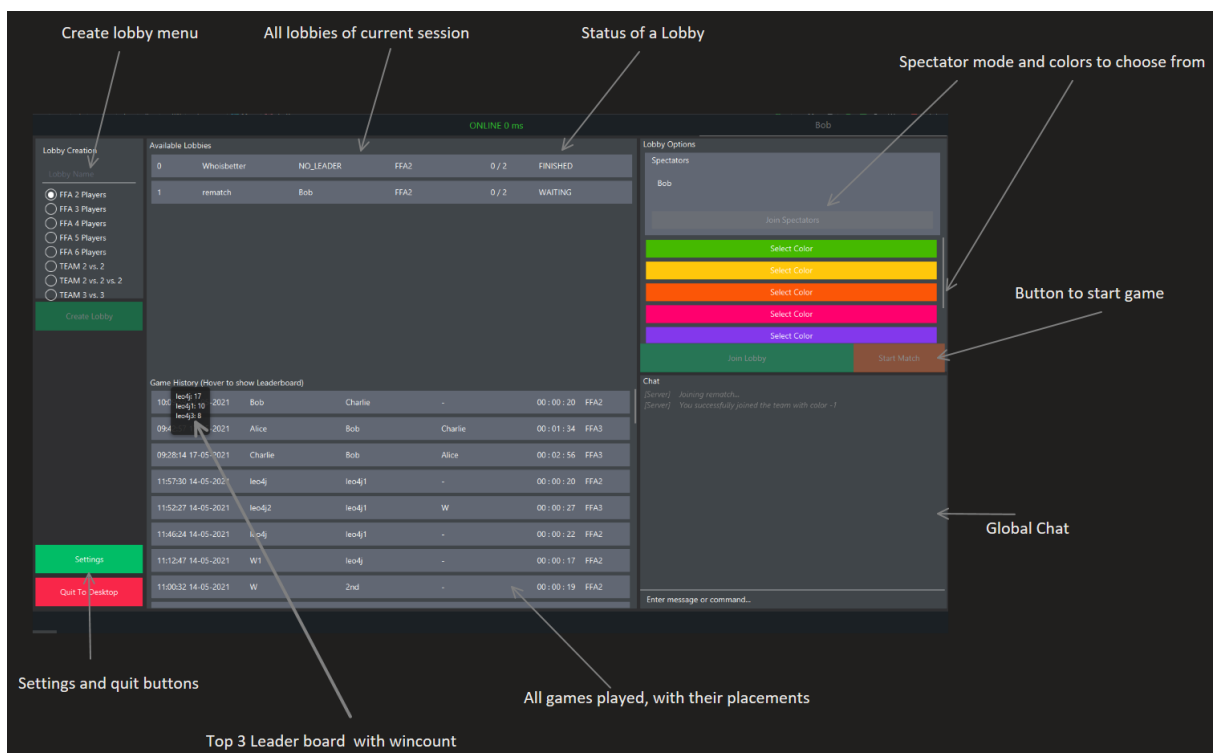 Create lobby menu
All lobbies of current session
Status of a Lobby
Spectator mode and colors to choose from
ONLINE 0 ms
Bob
Lobby Creation
Lobby Name
FFA 2 Players
FFA 3 Players
FFA 4 Players
FFA 5 Players
FFA 6 Players
TEAM 2 vs. 2
TEAM 2 vs. 2 vs. 2
TEAM 3 vs. 3
Create Lobby
Available Lobbies
0 Whoisbetter NO_LEADER FFA2 0 / 2 FINISHED
1 rematch Bob FFA2 0 / 2 WAITING
Lobby Options
Spectators
Bob
Join Spectators
Select Color
Select Color
Select Color
Select Color
Select Color
Join Lobby Start Match
Button to start game
Game History (Hover to show Leaderboard)
leo4j: 17
leo4j1: 10
leo4j3: 8
-2021 Bob Charlie - 00 : 00 : 20 FFA2
-2021 Alice Bob Charlie 00 : 01 : 34 FFA3
09:28:14 17-05-2021 Charlie Bob Alice 00 : 02 : 56 FFA3
11:57:30 14-05-2021 leo4j leo4j1 - 00 : 00 : 20 FFA2
11:52:27 14-05-2021 leo4j2 leo4j1 W 00 : 00 : 27 FFA3
11:46:24 14-05-2021 leo4j leo4j1 - 00 : 00 : 22 FFA2
11:12:47 14-05-2021 W1 leo4j - 00 : 00 : 17 FFA2
11:00:32 14-05-2021 W 2nd - 00 : 00 : 19 FFA2
Chat
(Server) Joining rematch...
(Server) You successfully joined the team with color -1
Enter message or command...
Global Chat
Settings
Quit To Desktop
Settings and quit buttons
All games played, with their placements
Top 3 Leader board with wincount